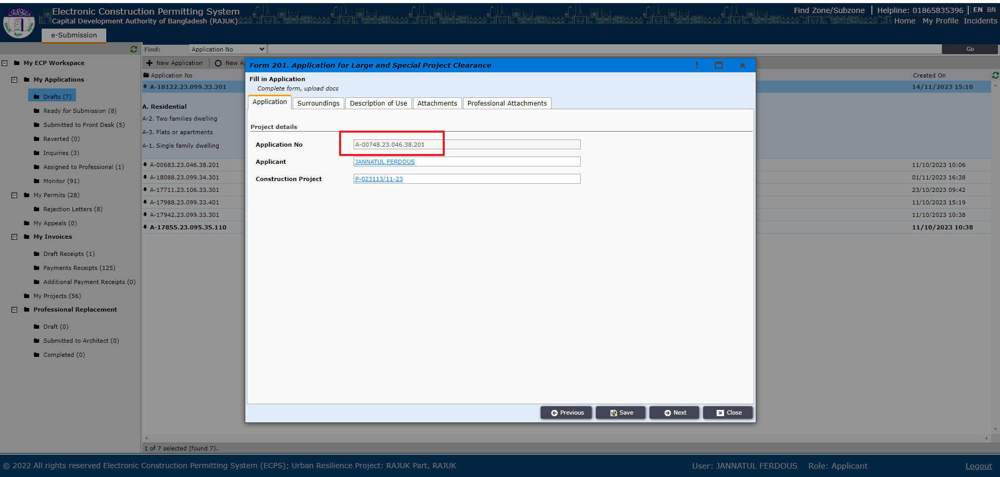 Electronic Construction Permitting System
Capital Development Authority of Bangladesh (RAJUK)
Find Zone/Subzone | Helpline: 01865835396 | EN BN
Home My Profile Incidents
e-Submission
Find: Application No Go
My ECP Workspace
My Applications
Drafts (7)
Ready for Submission (8)
Submitted to Front Desk (5)
Reverted (0)
Inquiries (3)
Assigned to Professional (1)
Monitor (91)
My Permits (28)
Rejection Letters (8)
My Appeals (0)
My Invoices
Draft Receipts (1)
Payments Receipts (125)
Additional Payment Receipts (0)
My Projects (56)
Professional Replacement
Draft (0)
Submitted to Architect (0)
Completed (0)
New Application New Ap
Application No Created On
A-18122.23.099.33.301 14/11/2023 15:10
A. Residential
A-2. Two families dwelling
A-3. Flats or apartments
A-1. Single family dwelling
A-00683.23.046.38.201 11/10/2023 10:06
A-18088.23.099.34.301 01/11/2023 16:38
A-17711.23.106.33.301 23/10/2023 09:42
A-17988.23.099.33.401 11/10/2023 15:19
A-17942.23.099.33.301 11/10/2023 10:38
A-17855.23.095.35.110 11/10/2023 10:38
Form 201. Application for Large and Special Project Clearance
Fill in Application
Complete form, upload docs
Application Surroundings Description of Use Attachments Professional Attachments
Project details
Application No A-00748.23.046.38.201
Applicant JANNATUL FERDOUS
Construction Project P-023113/11-23
Previous Save Next Close
1 of 7 selected (found 7).
© 2022 All rights reserved Electronic Construction Permitting System (ECPS); Urban Resilience Project: RAJUK Part, RAJUK
User: JANNATUL FERDOUS Role: Applicant Logout